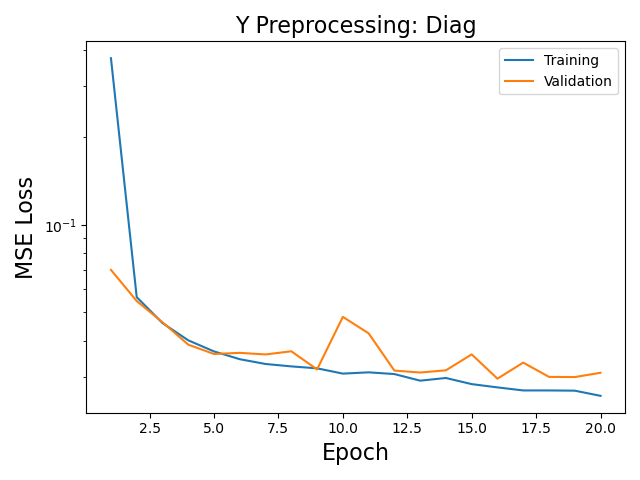 Y Preprocessing: Diag
Training
Validation
MSE Loss
10⁻¹
2.5 5.0 7.5 10.0 12.5 15.0 17.5 20.0
Epoch